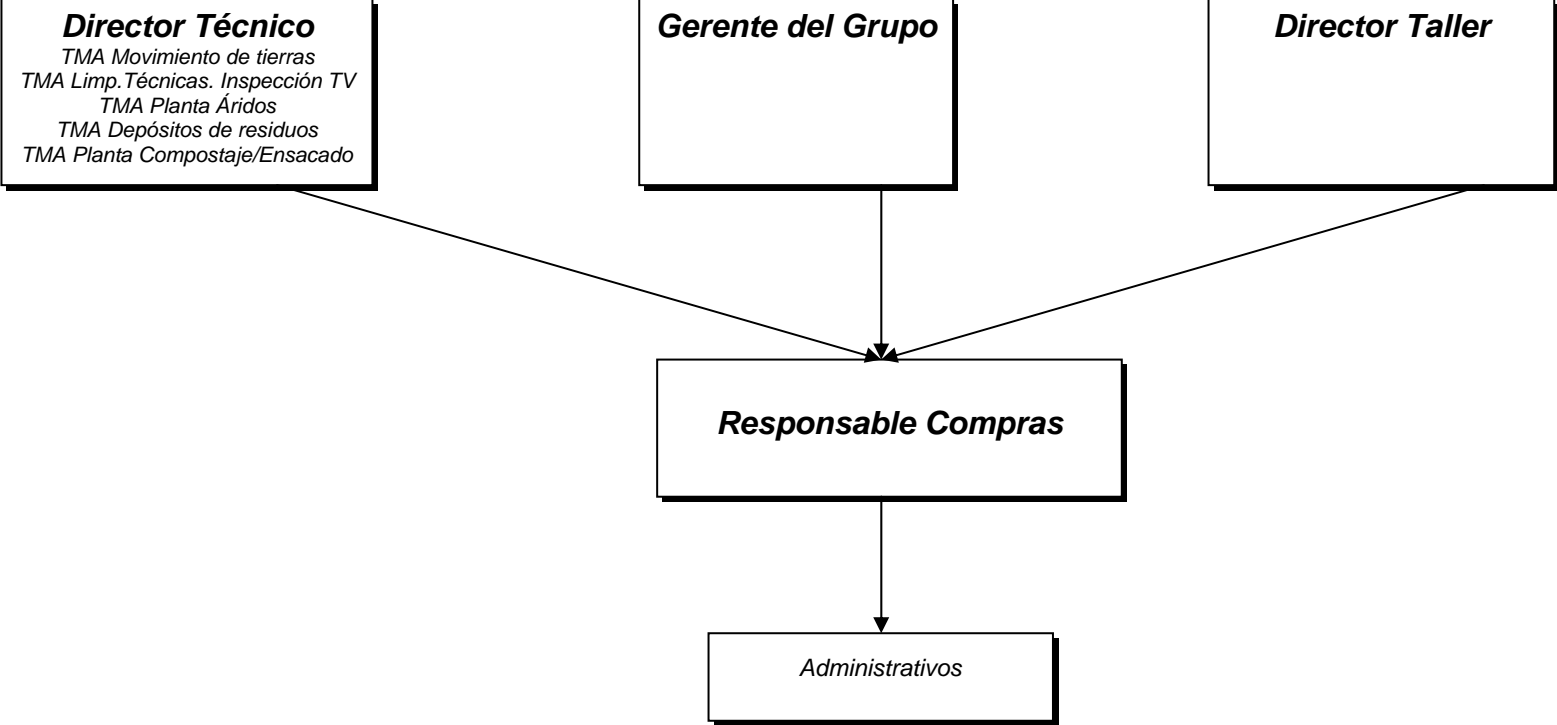 Director Técnico
TMA Movimiento de tierras
TMA Limp.Técnicas. Inspección TV
TMA Planta Áridos
TMA Depósitos de residuos
TMA Planta Compostaje/Ensacado
Gerente del Grupo
Director Taller
Responsable Compras
Administrativos